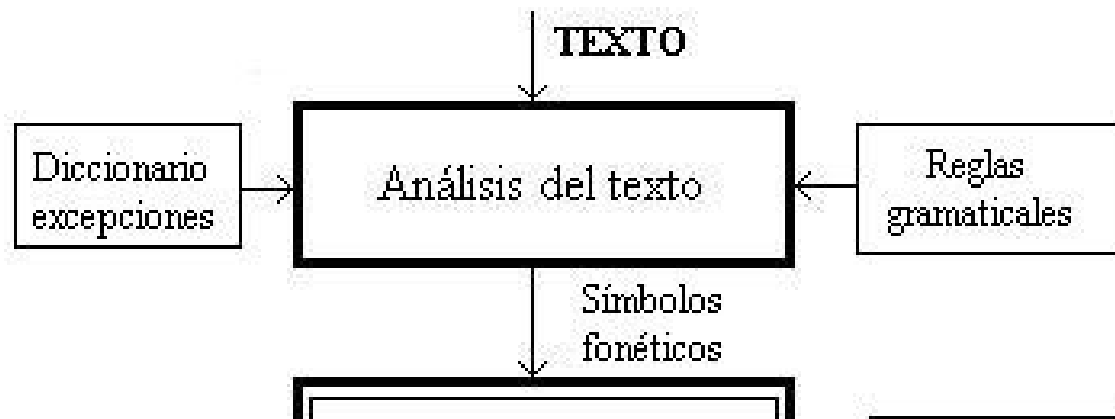 TEXTO
Diccionario
excepciones
Análisis del texto
Reglas
gramaticales
Símbolos
fonéticos